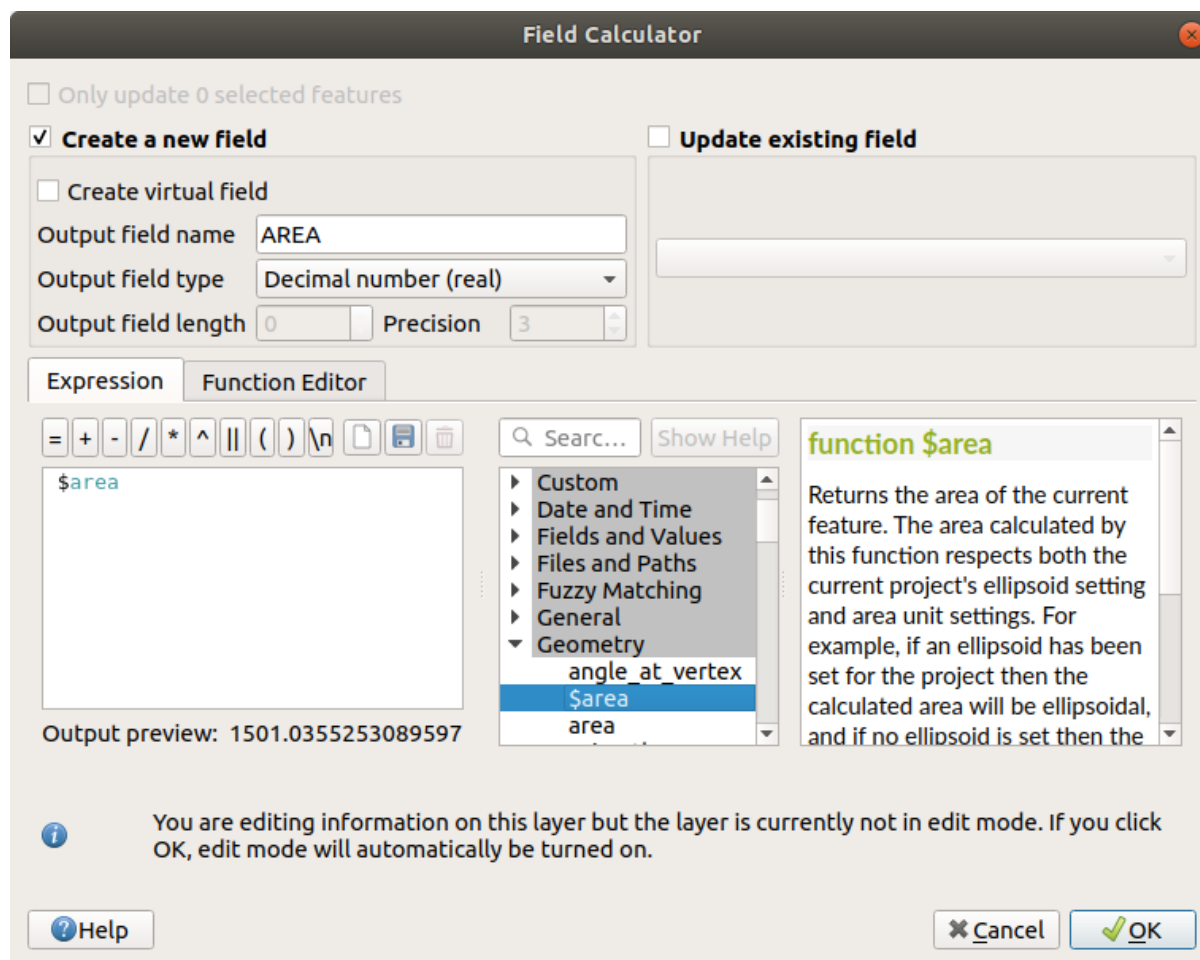 Field Calculator
Only update 0 selected features
Create a new field
Update existing field
Create virtual field
Output field name AREA
Output field type Decimal number (real)
Output field length 0 Precision 3
Expression Function Editor
= + - / * ^ || ( ) \n
Searc... Show Help
$area
Custom
Date and Time
Fields and Values
Files and Paths
Fuzzy Matching
General
Geometry
angle_at_vertex
$area
area
Output preview: 1501.0355253089597
function $area
Returns the area of the current
feature. The area calculated by
this function respects both the
current project's ellipsoid setting
and area unit settings. For
example, if an ellipsoid has been
set for the project then the
calculated area will be ellipsoidal,
and if no ellipsoid is set then the
You are editing information on this layer but the layer is currently not in edit mode. If you click
OK, edit mode will automatically be turned on.
Help
Cancel
OK